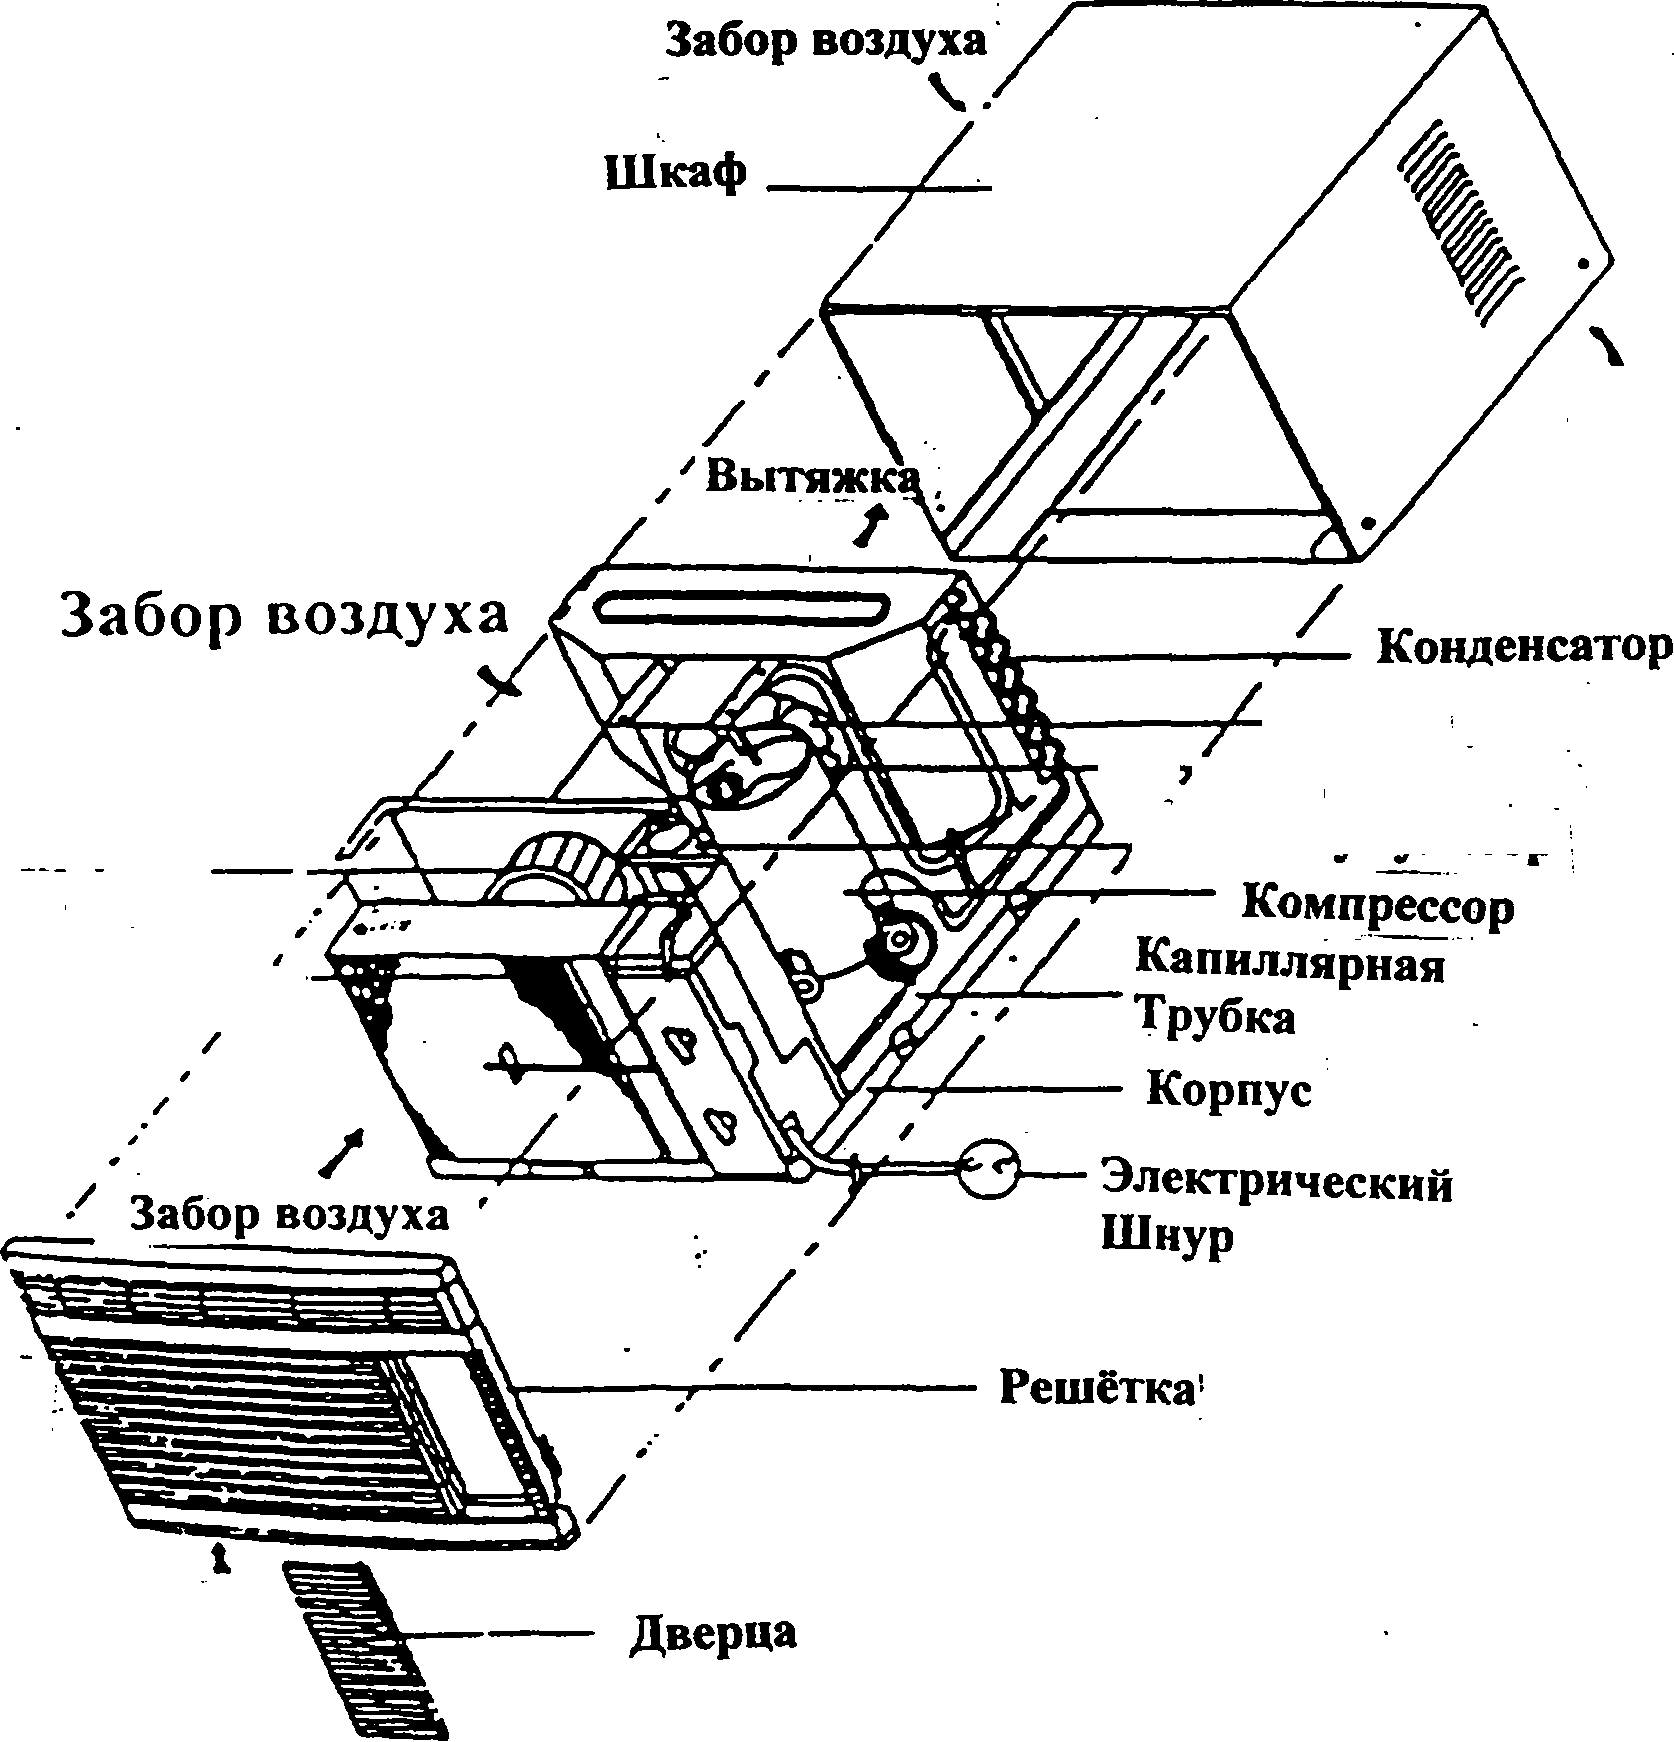 Забор воздуха
Шкаф
Вытяжка
Забор воздуха
Конденсатор
Компрессор
Капиллярная
Трубка
Корпус
Электрический
Шнур
Забор воздуха
Решётка
Дверца